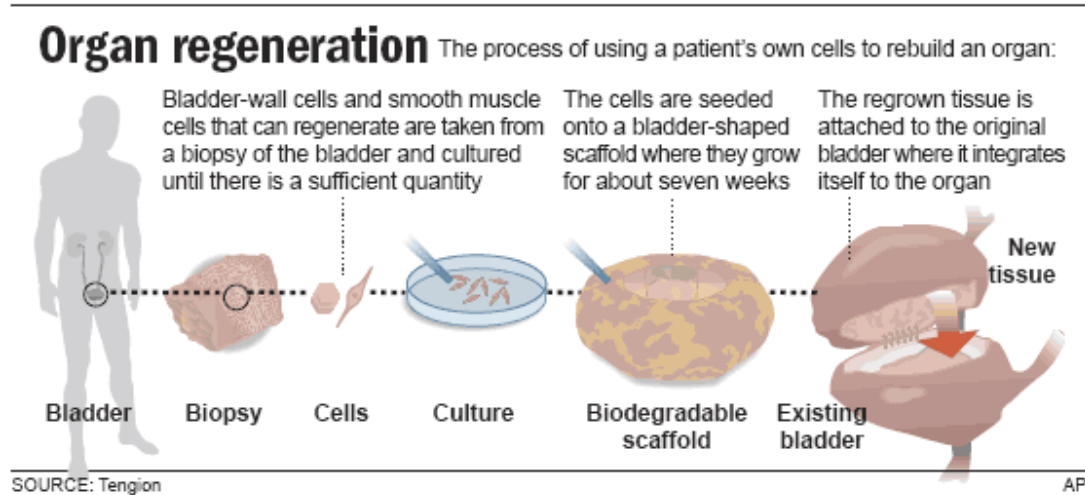 Organ regeneration The process of using a patient's own cells to rebuild an organ:
Bladder-wall cells and smooth muscle
cells that can regenerate are taken from
a biopsy of the bladder and cultured
until there is a sufficient quantity
The cells are seeded
onto a bladder-shaped
scaffold where they grow
for about seven weeks
The regrown tissue is
attached to the original
bladder where it integrates
itself to the organ
New
tissue
Bladder
Biopsy
Cells
Culture
Biodegradable
scaffold
Existing
bladder
SOURCE: Tengion
AP